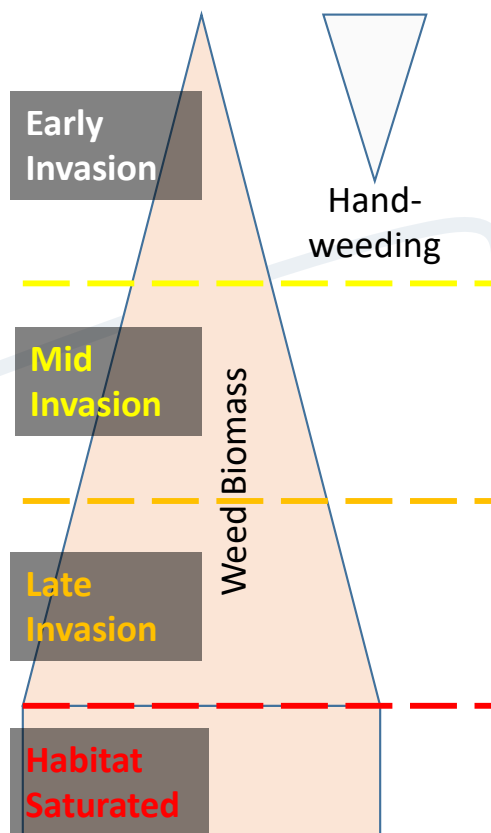 Early
Invasion
Hand-
weeding
Mid
Invasion
Weed Biomass
Late
Invasion
Habitat
Saturated